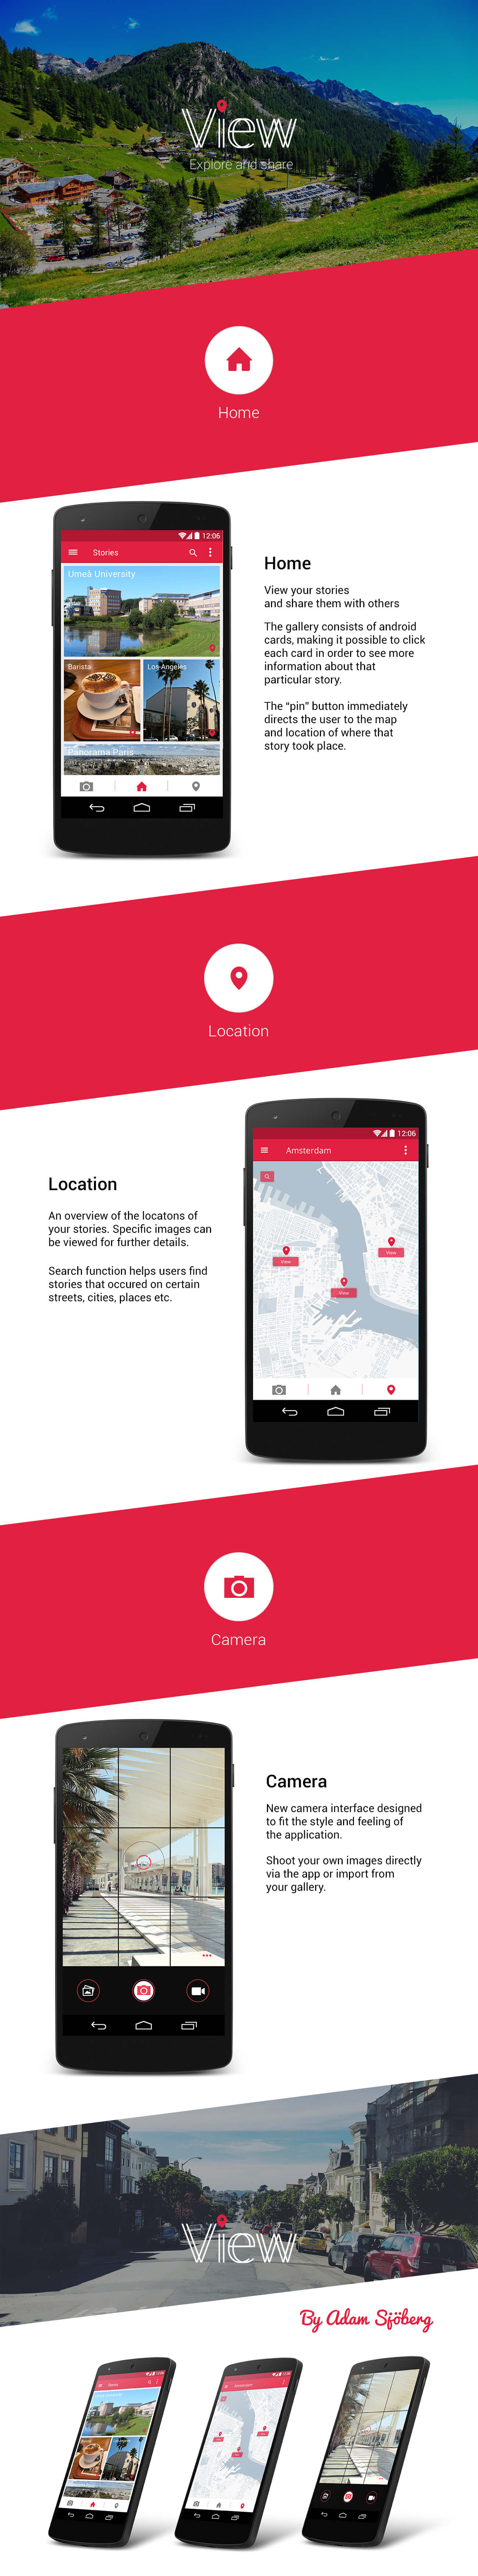 View
Explore and share
Home
12:06
Stories
Umeå University
Barista
Los Angeles
Panorama Paris
Home
View your stories
and share them with others
The gallery consists of android
cards, making it possible to click
each card in order to see more
information about that
particular story.
The “pin” button immediately
directs the user to the map
and location of where that
story took place.
Location
Location
An overview of the locatons of
your stories. Specific images can
be viewed for further details.
Search function helps users find
stories that occured on certain
streets, cities, places etc.
12:06
Amsterdam
View
View
View
Camera
Camera
New camera interface designed
to fit the style and feeling of
the application.
Shoot your own images directly
via the app or import from
your gallery.
View
By Adam Sjöberg